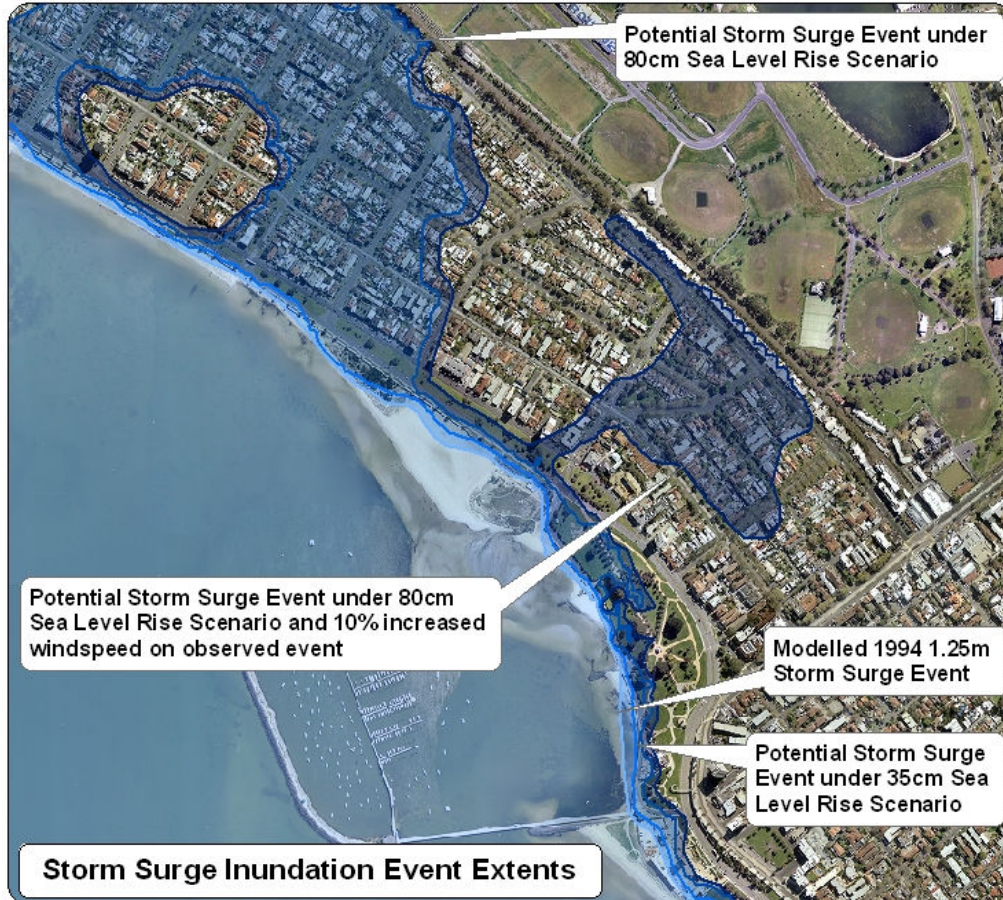 Potential Storm Surge Event under
80cm Sea Level Rise Scenario
Potential Storm Surge Event under 80cm
Sea Level Rise Scenario and 10% increased
windspeed on observed event
Modelled 1994 1.25m
Storm Surge Event
Potential Storm Surge
Event under 35cm Sea
Level Rise Scenario
Storm Surge Inundation Event Extents